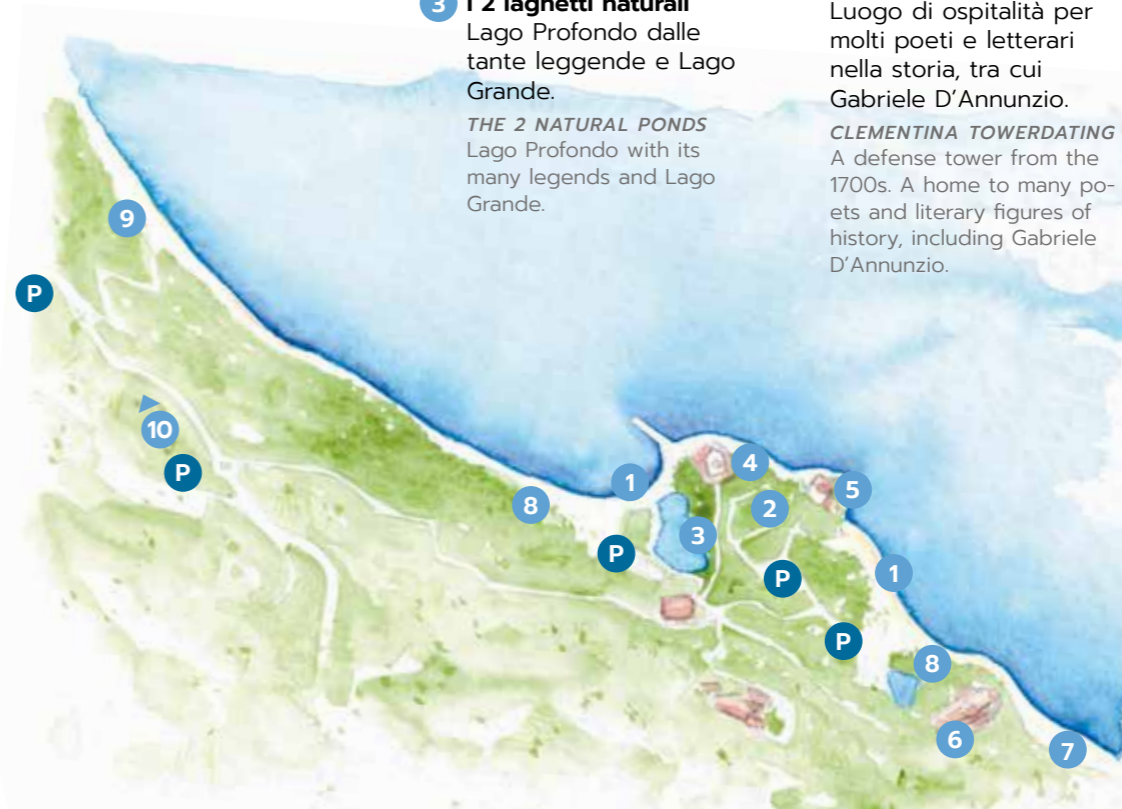 3 I 2 laghetti naturali
Lago Profondo dalle
tante leggende e Lago
Grande.
THE 2 NATURAL PONDS
Lago Profondo with its
many legends and Lago
Grande.
Luogo di ospitalità per
molti poeti e letterari
nella storia, tra cui
Gabriele D’Annunzio.
CLEMENTINA TOWERDATING
A defense tower from the
1700s. A home to many po-
ets and literary figures of
history, including Gabriele
D’Annunzio.
9
P
10
P
8
1
P
3
4
2
5
P
1
P
8
6
7